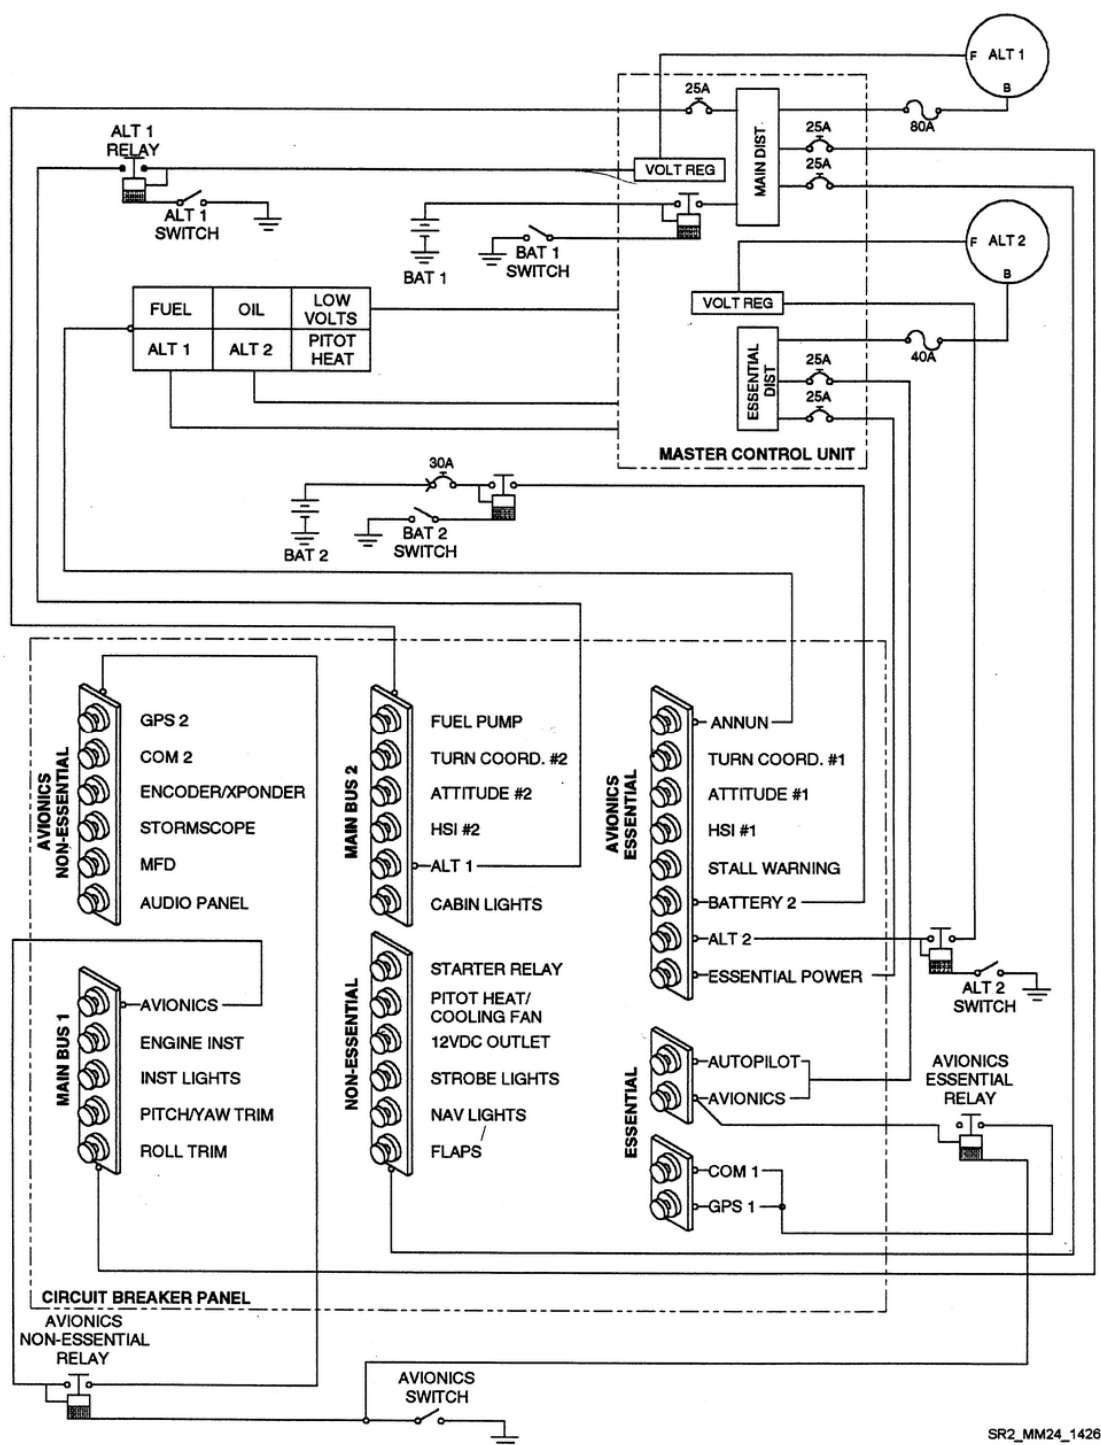 ALT 1
F
B
25A
80A
25A
25A
MAIN DIST
VOLT REG
ALT 1
RELAY
ALT 1
SWITCH
BAT 1
BAT 1
SWITCH
ALT 2
F
B
VOLT REG
40A
ESSENTIAL
DIST
25A
25A
FUEL
OIL
LOW
VOLTS
ALT 1
ALT 2
PITOT
HEAT
MASTER CONTROL UNIT
30A
BAT 2
BAT 2
SWITCH
AVIONICS
NON-ESSENTIAL
GPS 2
COM 2
ENCODER/XPONDER
STORMSCOPE
MFD
AUDIO PANEL
MAIN BUS 1
AVIONICS
ENGINE INST
INST LIGHTS
PITCH/YAW TRIM
ROLL TRIM
MAIN BUS 2
FUEL PUMP
TURN COORD. #2
ATTITUDE #2
HSI #2
ALT 1
CABIN LIGHTS
NON-ESSENTIAL
STARTER RELAY
PITOT HEAT/
COOLING FAN
12VDC OUTLET
STROBE LIGHTS
NAV LIGHTS
FLAPS
AVIONICS
ESSENTIAL
ANNUN
TURN COORD. #1
ATTITUDE #1
HSI #1
STALL WARNING
BATTERY 2
ALT 2
ESSENTIAL POWER
ALT 2
SWITCH
ESSENTIAL
AUTOPILOT
AVIONICS
COM 1
GPS 1
AVIONICS
ESSENTIAL
RELAY
CIRCUIT BREAKER PANEL
AVIONICS
NON-ESSENTIAL
RELAY
AVIONICS
SWITCH
SR2_MM24_1426